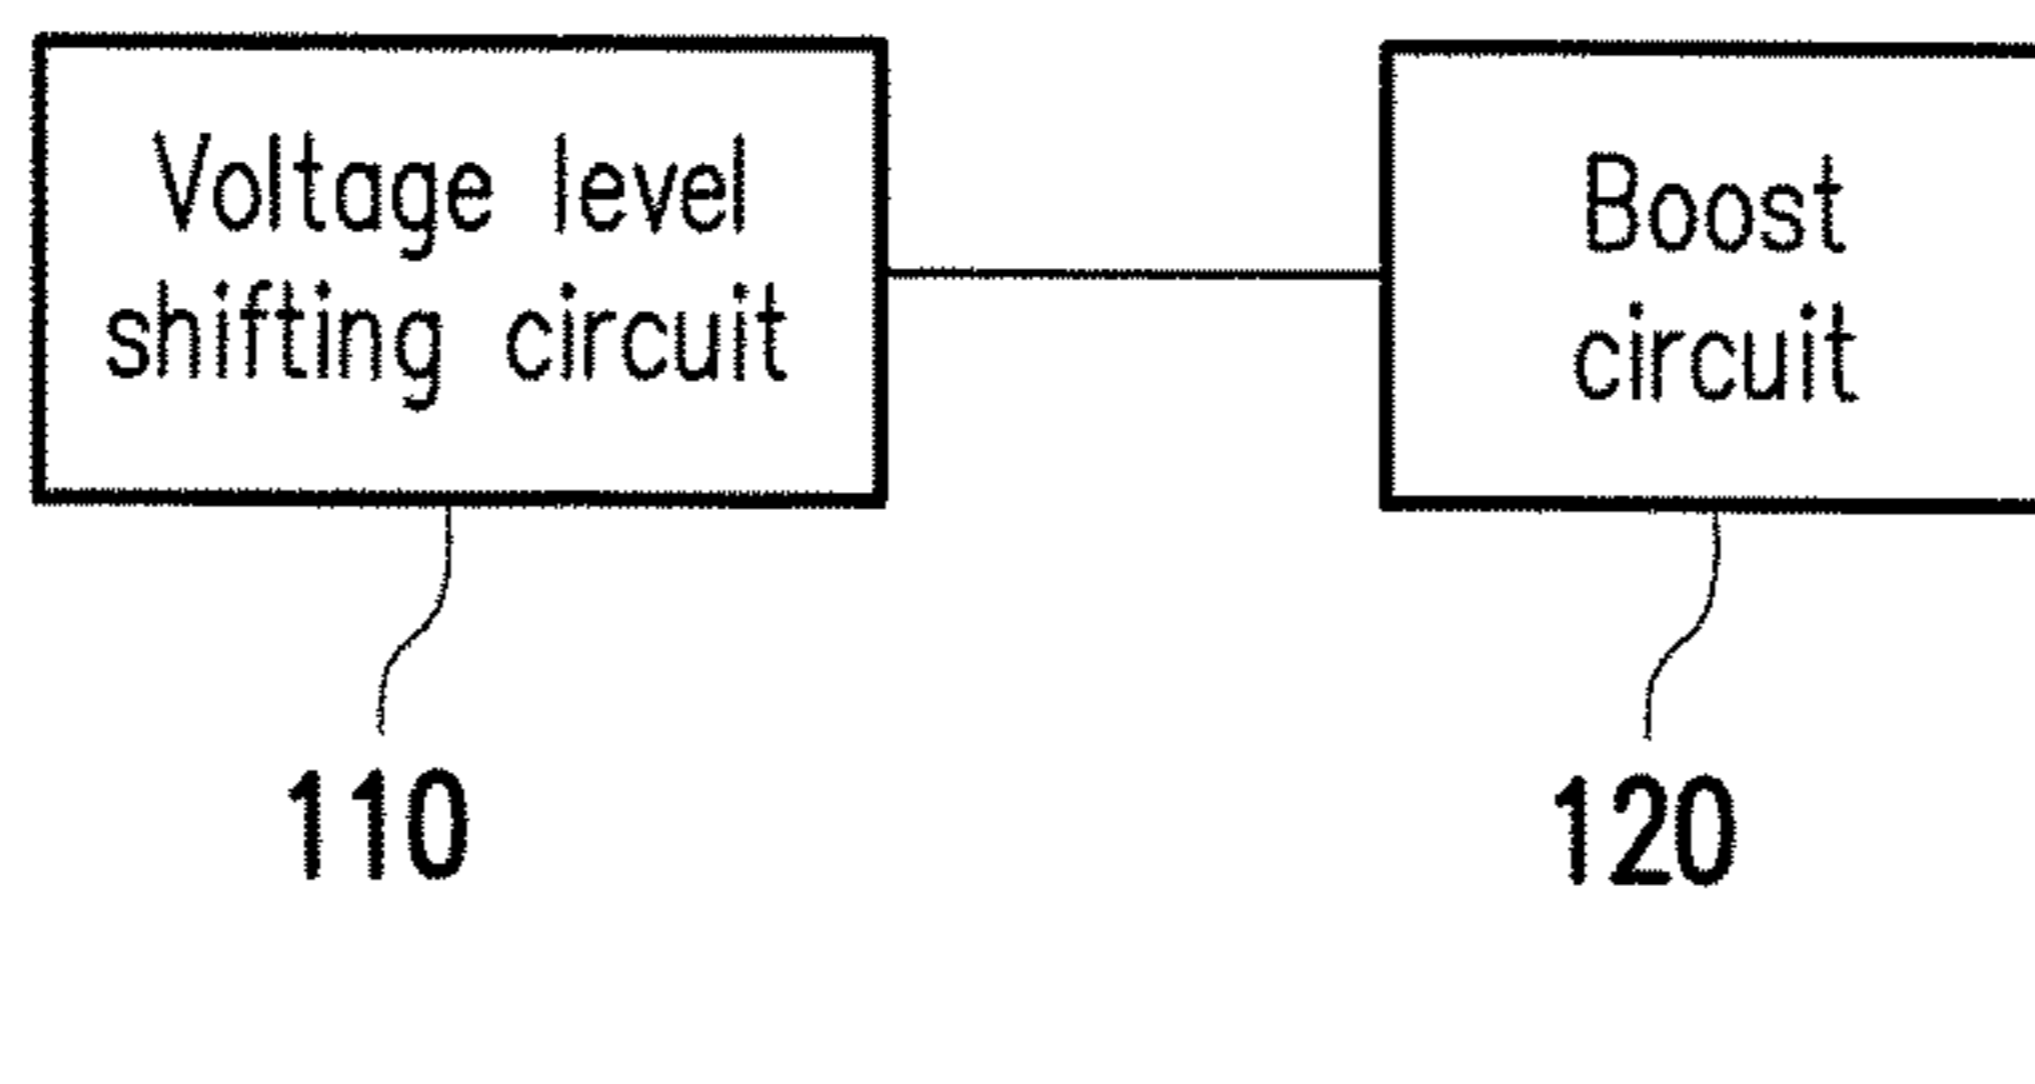 Voltage level
shifting circuit
Boost
circuit
110
120